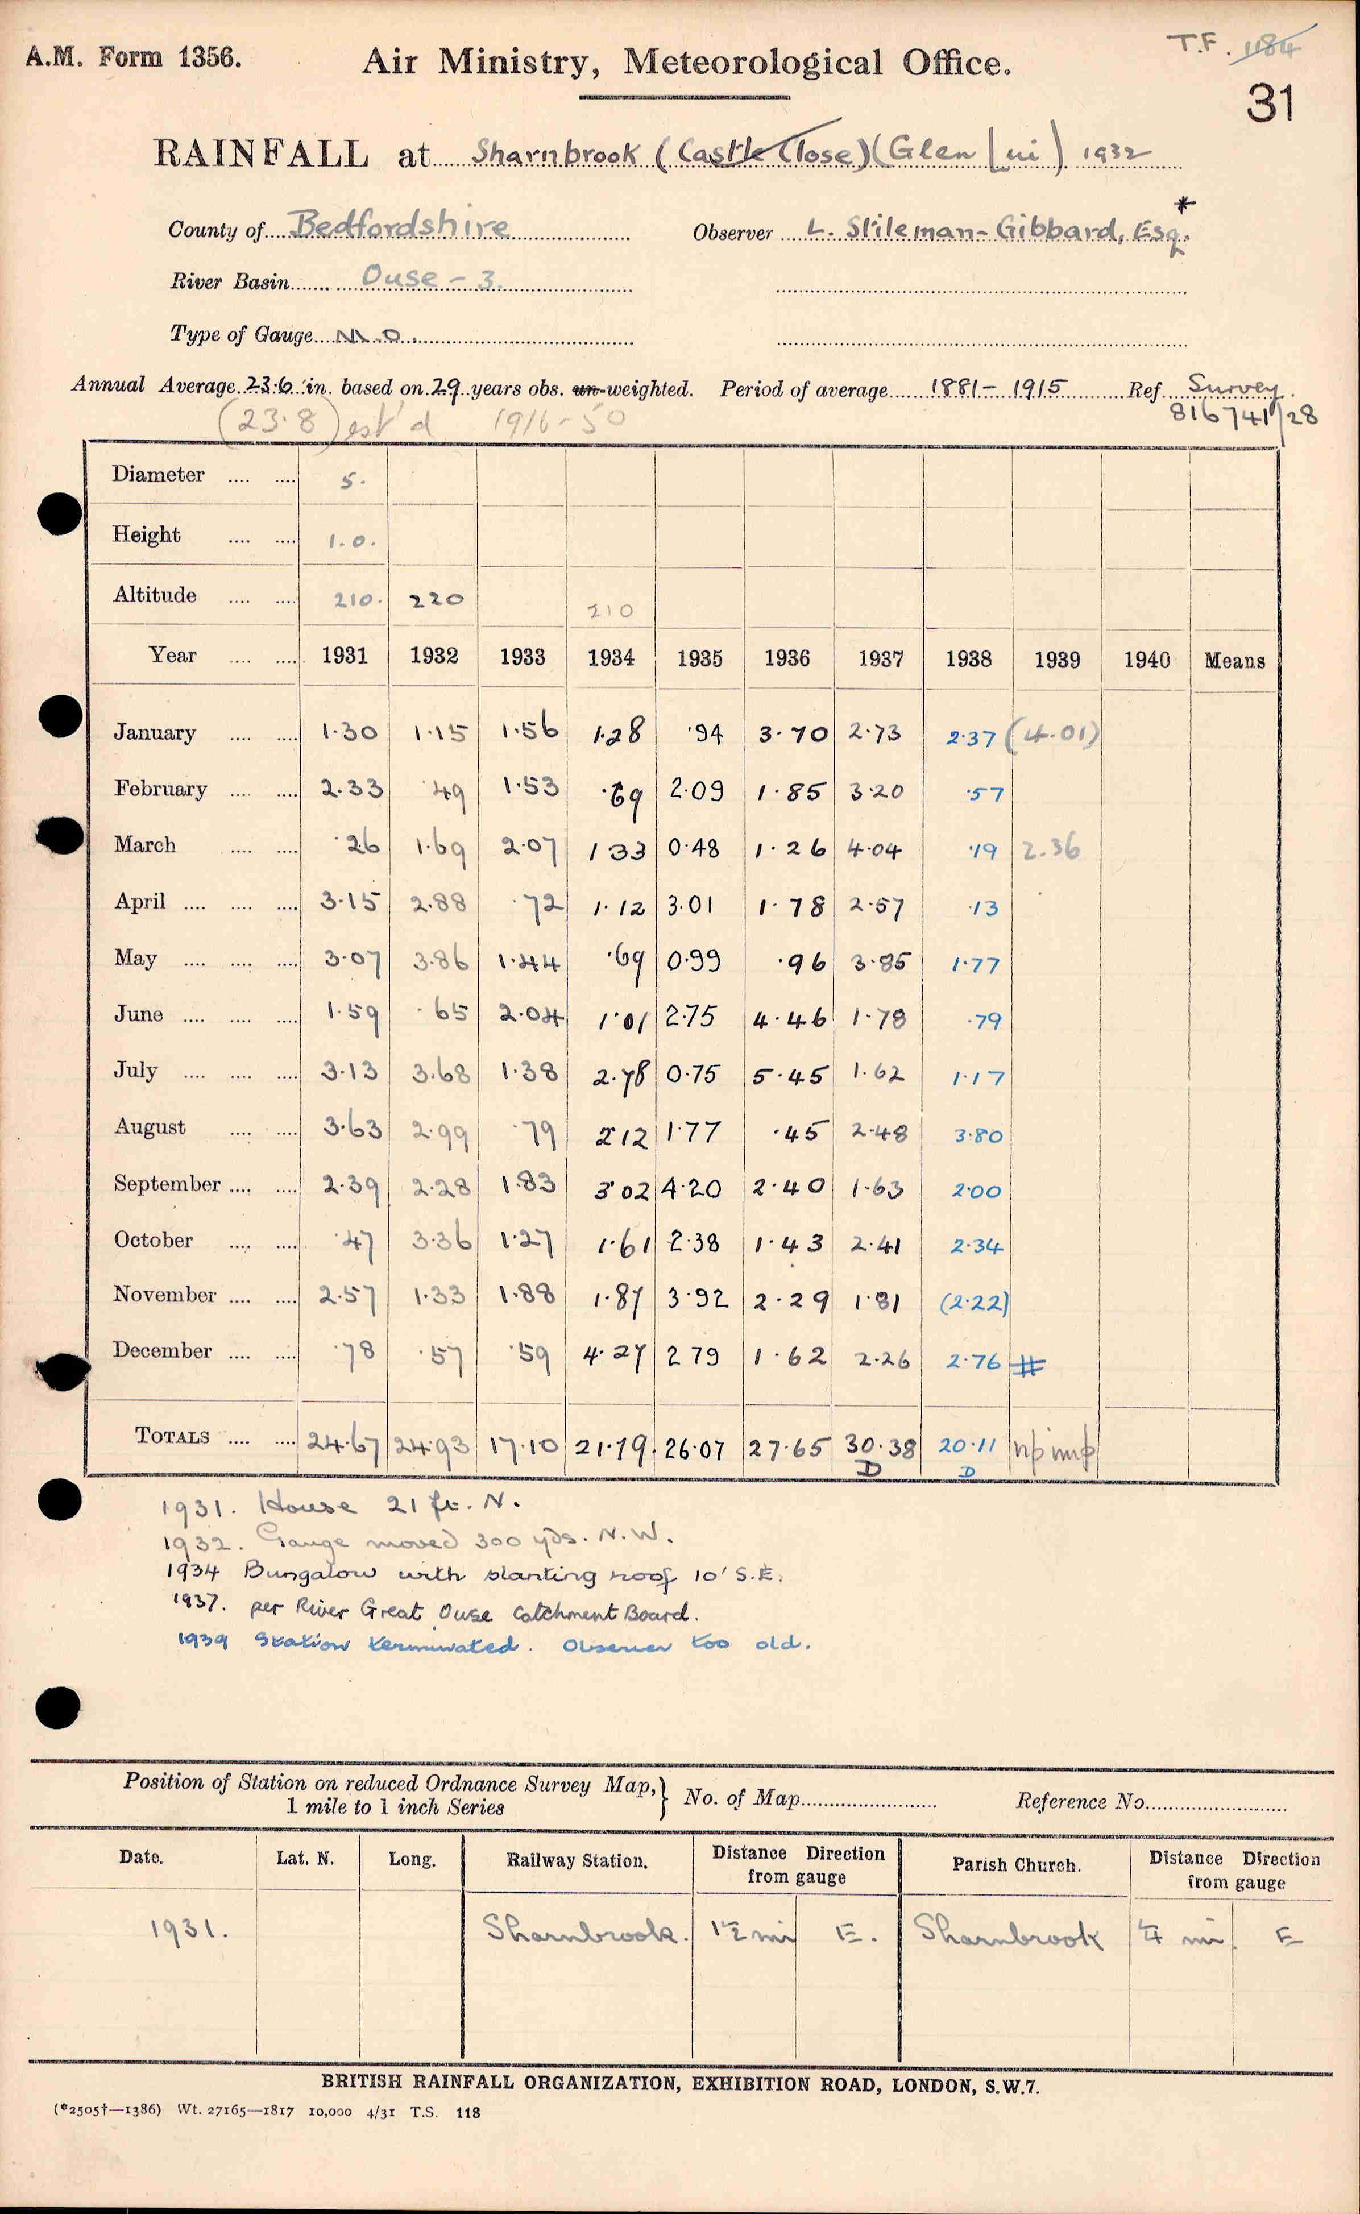 A.M. Form 1356.
Air Ministry, Meteorological Office.
T.F. 1184
31
RAINFALL at Sharnbrook (Castle Close) (Glen Lui) 1932
County of Bedfordshire Observer L. Stileman-Gibbard, Esq. *
River Basin Ouse - 3.
Type of Gauge M.O.
Annual Average 23.6 in. based on 29 years obs. un-weighted. Period of average 1881-1915 Ref. Survey
(23.8) est'd 1916-50 816741/28
Diameter 5.
Height 1.0.
Altitude 210. 220 210
Year 1931 1932 1933 1934 1935 1936 1937 1938 1939 1940 Means
January 1.30 1.15 1.56 1.28 .94 3.70 2.73 2.37 (4.01)
February 2.33 .49 1.53 .69 2.09 1.85 3.20 .57
March .26 1.69 2.07 1 33 0.48 1.26 4.04 .19 2.36
April 3.15 2.88 .72 1.12 3.01 1.78 2.57 .13
May 3.07 3.86 1.44 .69 0.99 .96 3.85 1.77
June 1.59 .65 2.04 1.01 2.75 4.46 1.78 .79
July 3.13 3.68 1.38 2.78 0.75 5.45 1.62 1.17
August 3.63 2.99 .79 2.12 1.77 .45 2.48 3.80
September 2.39 2.28 1.83 3.02 4.20 2.40 1.63 2.00
October .47 3.36 1.27 1.61 2.38 1.43 2.41 2.34
November 2.57 1.33 1.88 1.87 3.92 2.29 1.81 (2.22)
December .78 .57 .59 4.27 2 79 1.62 2.26 2.76 #
TOTALS 24.67 24.93 17.10 21.79 26.07 27.65 30.38 20.11
D D
1931. House 21 ft. N.
1932. Gauge moved 300 yds. N.W.
1934 Bungalow with slanting roof 10' S.E.
1937. per River Great Ouse Catchment Board.
1939 Station terminated. Observer too old.
Position of Station on reduced Ordnance Survey Map, } No. of Map Reference No.
1 mile to 1 inch Series
Date. Lat. N. Long. Railway Station. Distance Direction from gauge Parish Church. Distance Direction from gauge
1931. Sharnbrook. 1½ mi E. Sharnbrook ¼ mi. E
BRITISH RAINFALL ORGANIZATION, EXHIBITION ROAD, LONDON, S.W.7.
(*2505†—1386) Wt. 27165—1817 10,000 4/31 T.S. 118